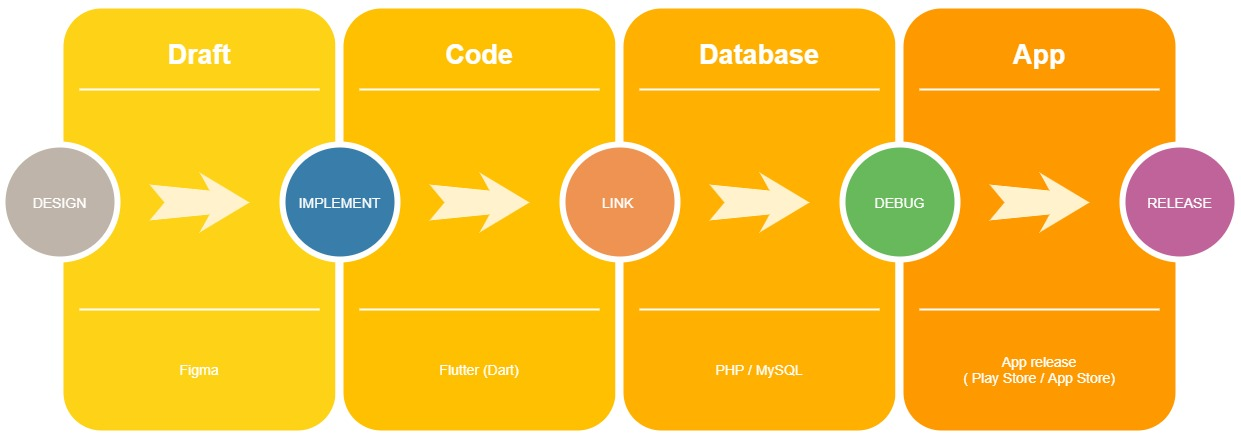 Draft
Code
Database
App
DESIGN
IMPLEMENT
LINK
DEBUG
RELEASE
Figma
Flutter (Dart)
PHP / MySQL
App release
( Play Store / App Store)